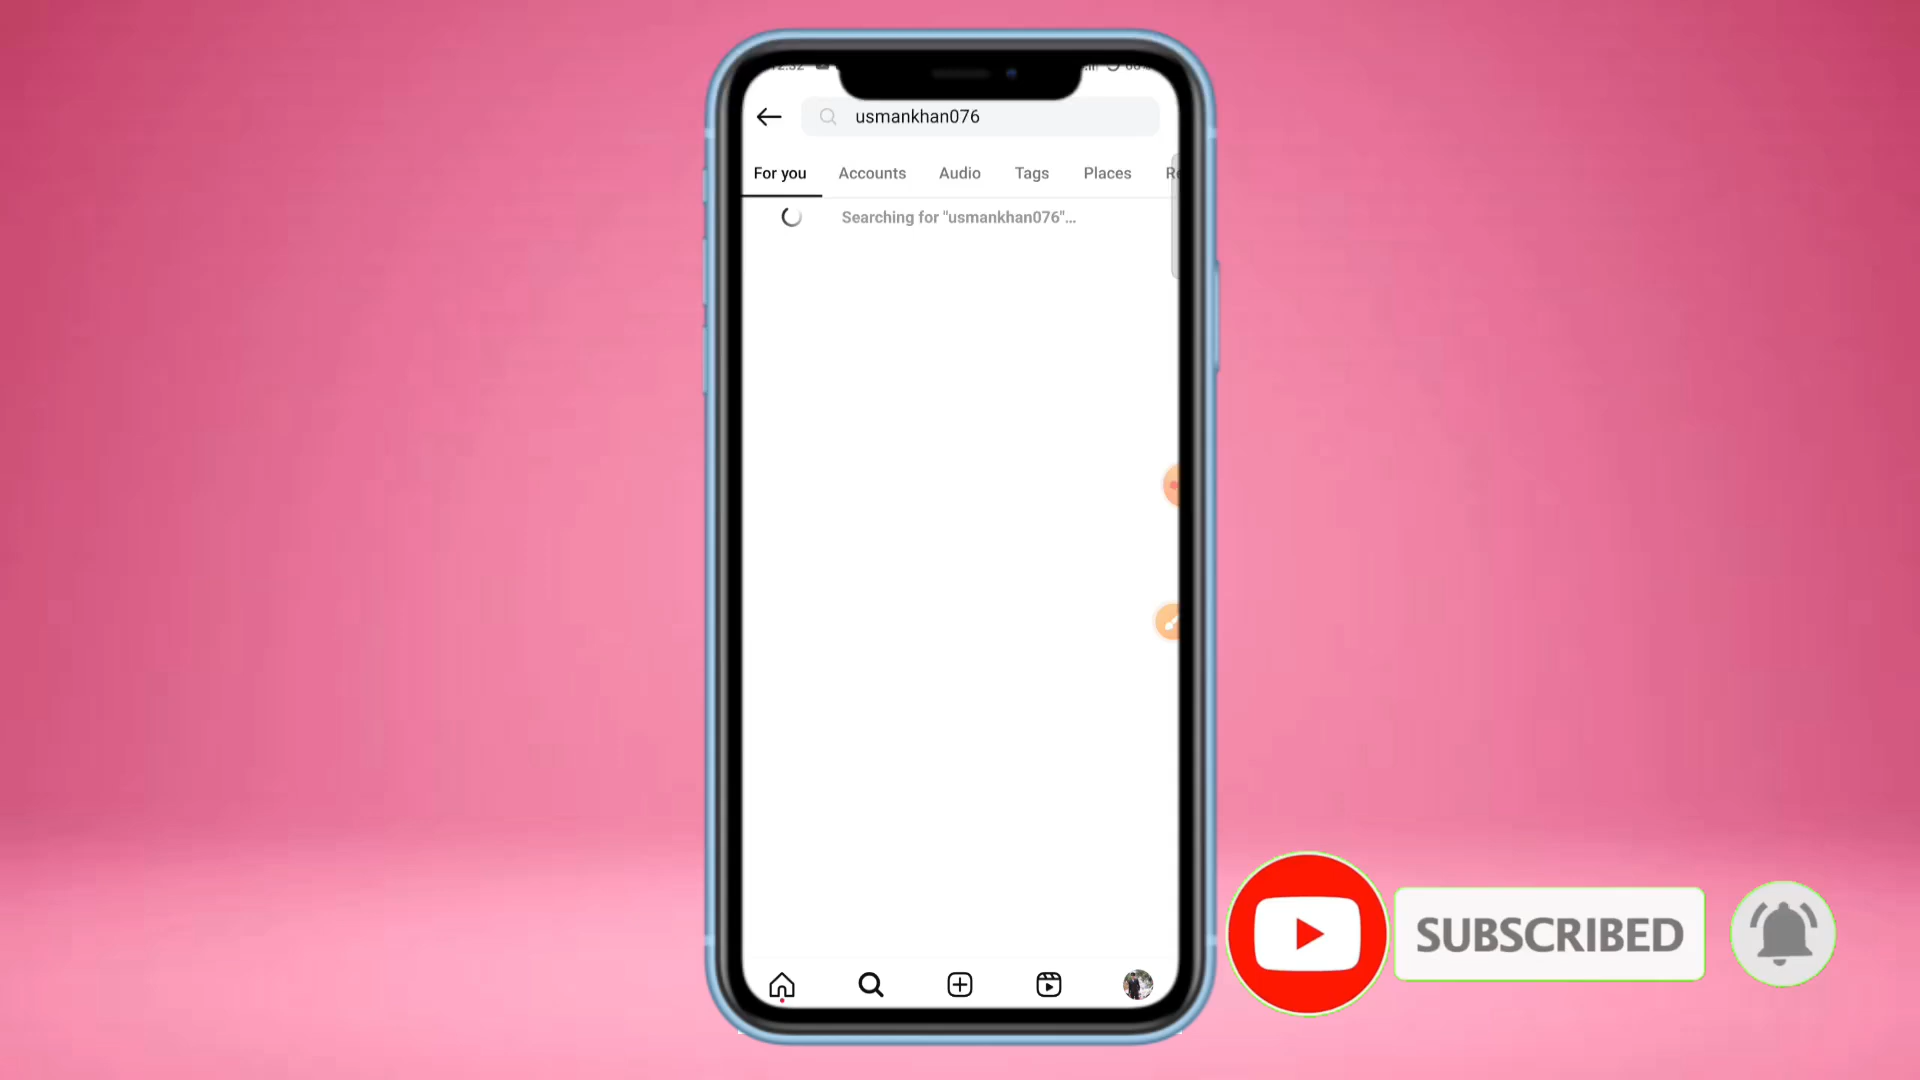 usmankhan076
For you Accounts Audio Tags Places
Searching for "usmankhan076"...
SUBSCRIBED